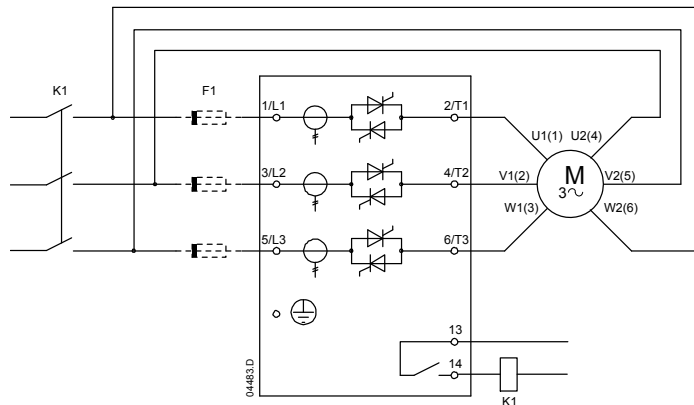 K1
F1
1/L1
2/T1
U1(1)
U2(4)
3/L2
4/T2
V1(2)
M
3~
V2(5)
W1(3)
W2(6)
5/L3
6/T3
13
14
04483.D
K1